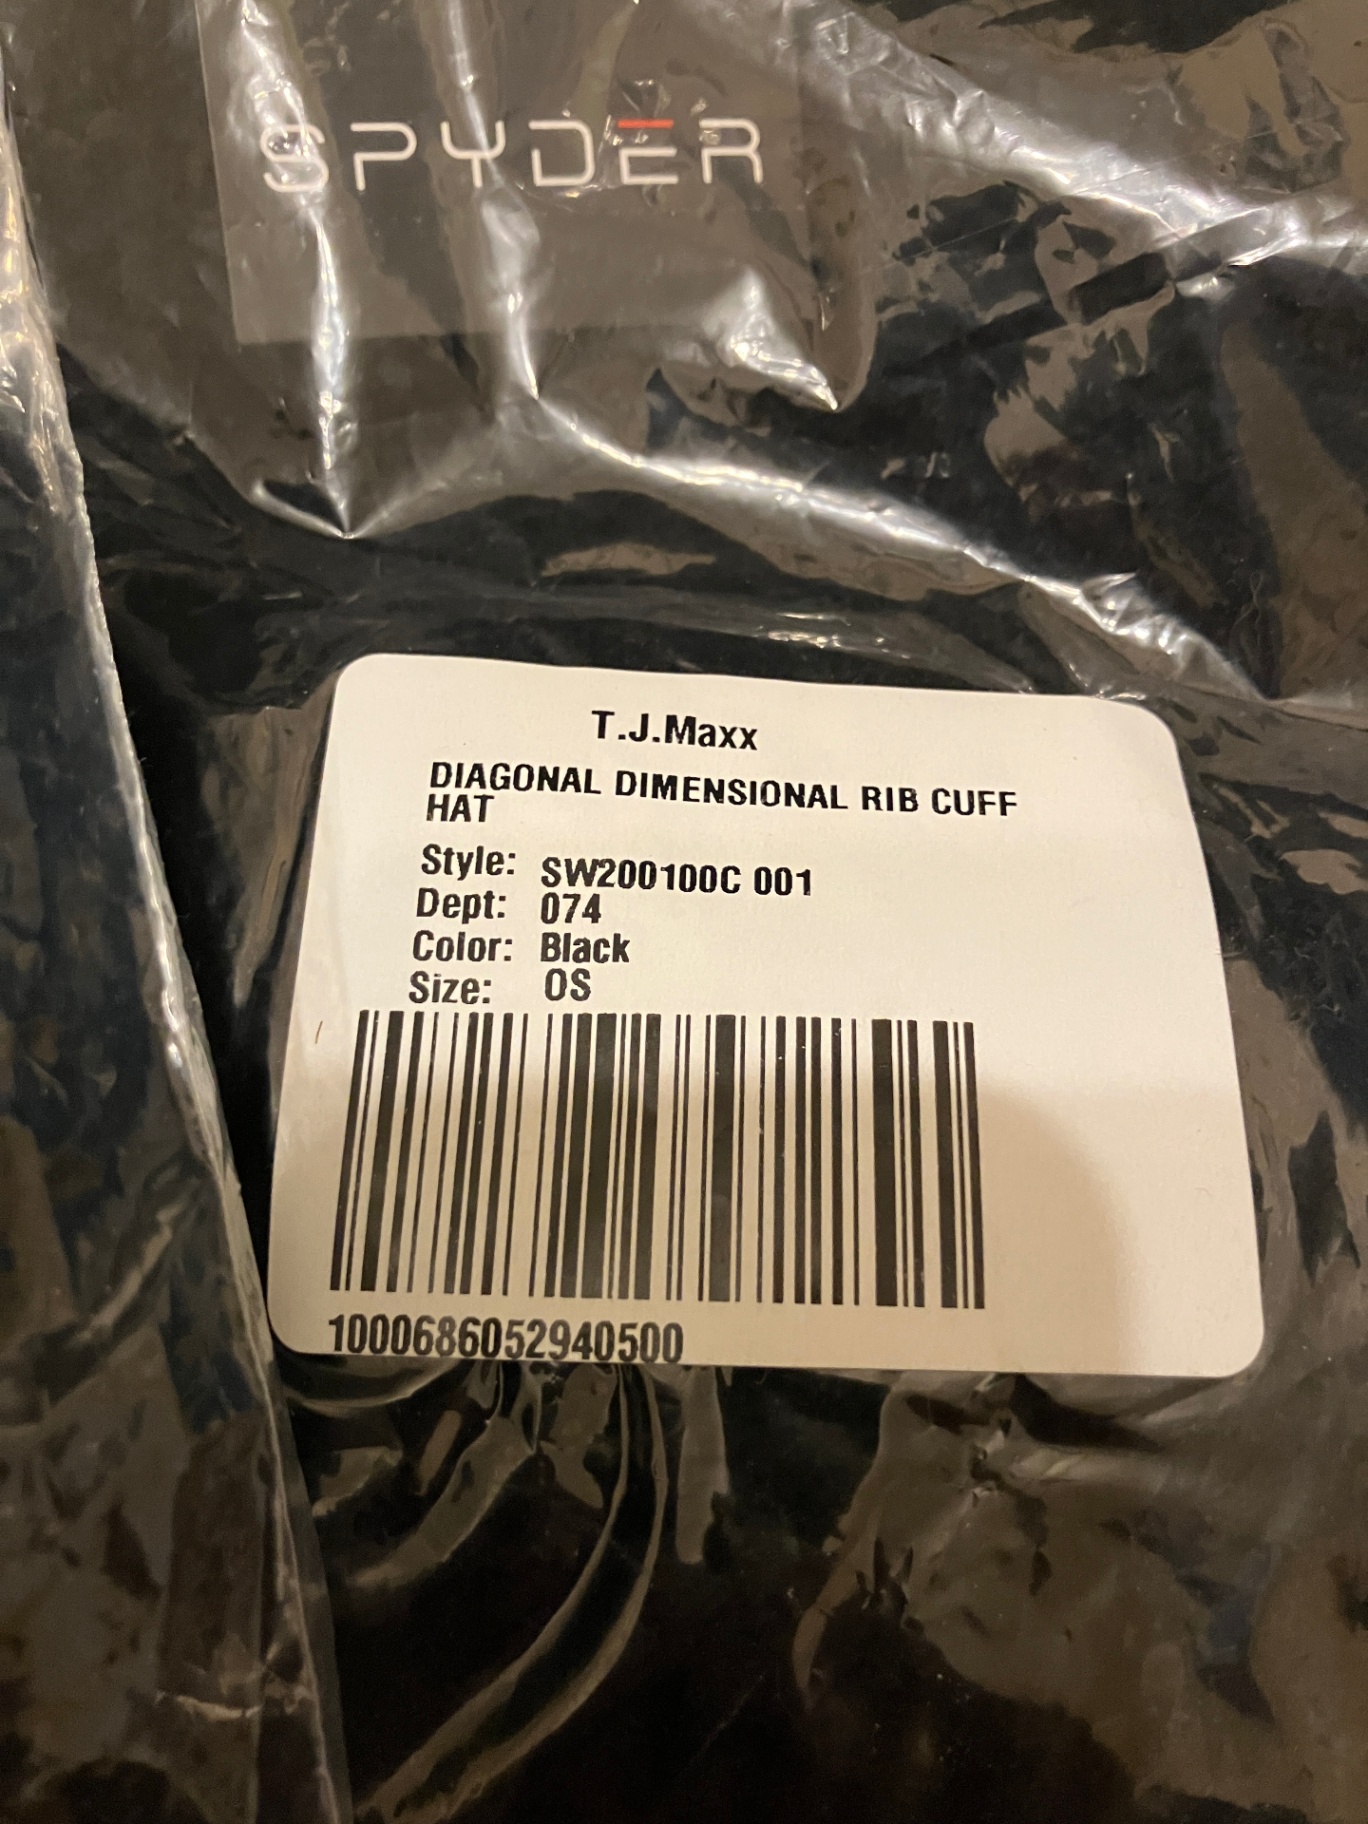 SPYDER
T.J.Maxx
DIAGONAL DIMENSIONAL RIB CUFF
HAT
Style: SW200100C 001
Dept: 074
Color: Black
Size: OS
1000686052940500